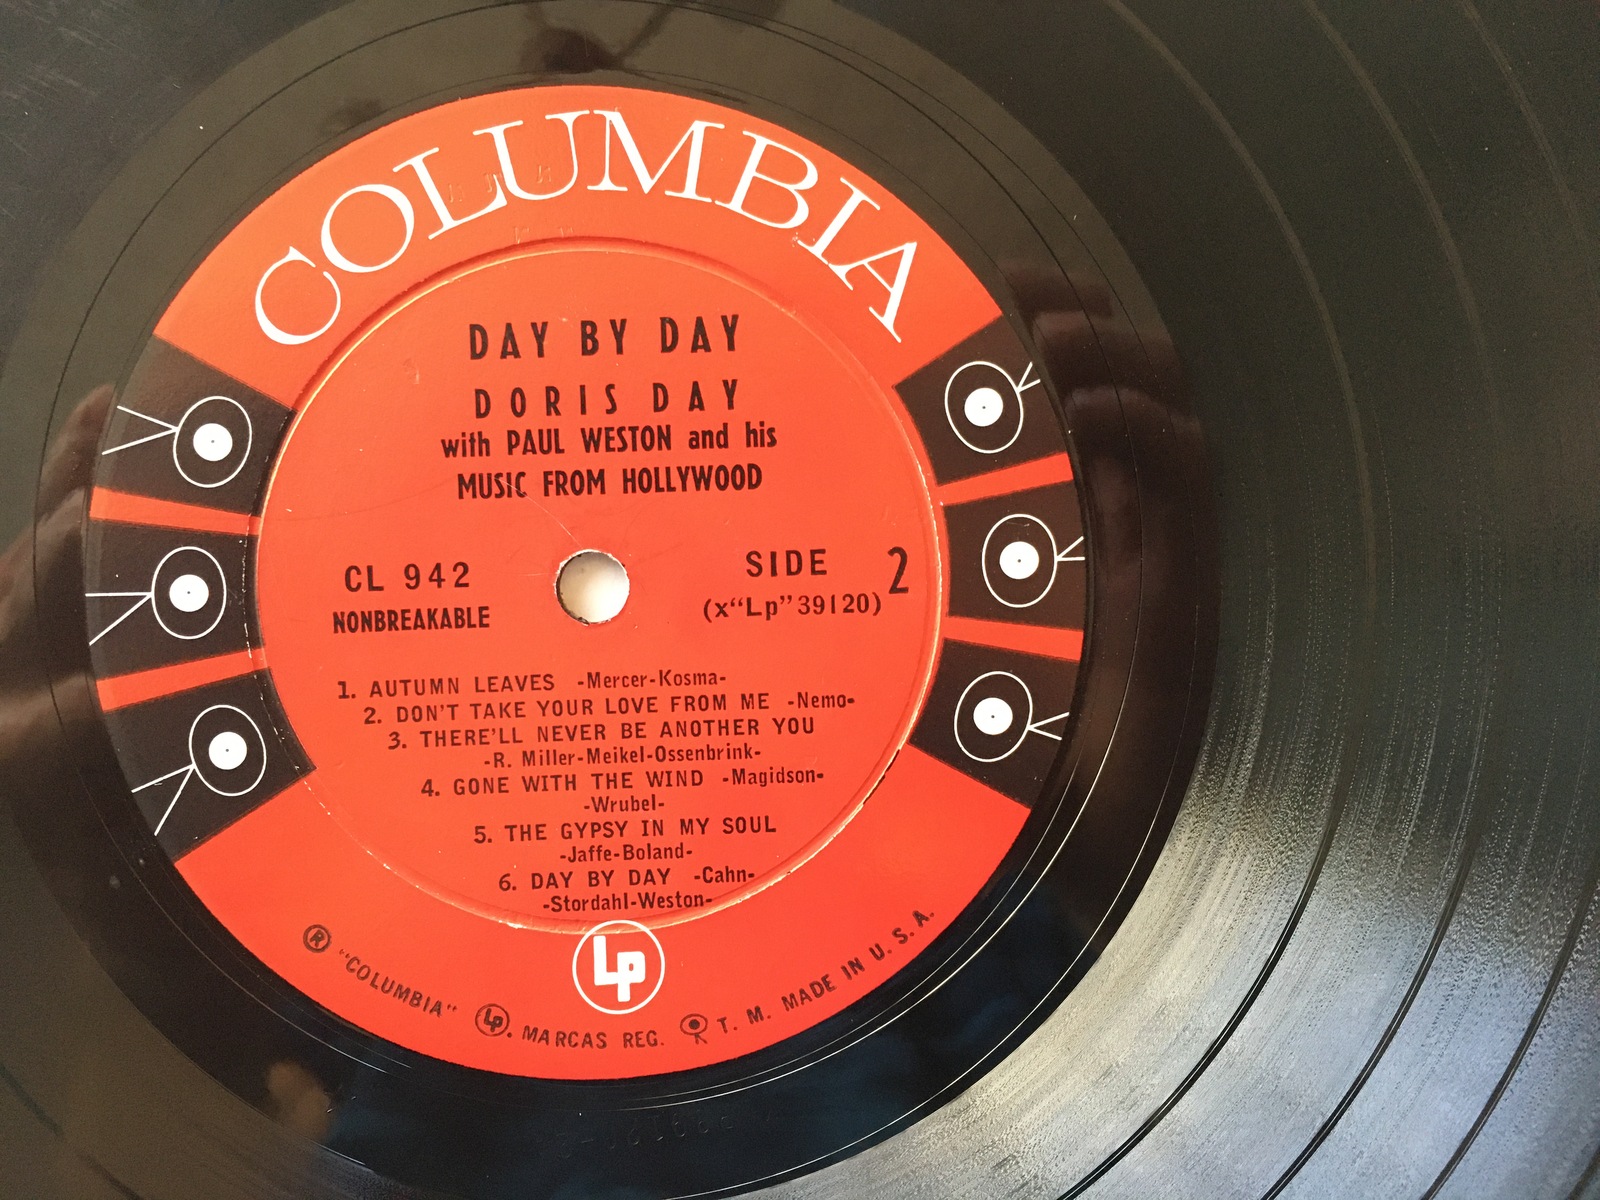 COLUMBIA
DAY BY DAY
DORIS DAY
with PAUL WESTON and his
MUSIC FROM HOLLYWOOD
CL 942
NONBREAKABLE
SIDE 2
(x“Lp”39120)
1. AUTUMN LEAVES -Mercer-Kosma-
2. DON'T TAKE YOUR LOVE FROM ME -Nemo-
3. THERE'LL NEVER BE ANOTHER YOU
-R. Miller-Meikel-Ossenbrink-
4. GONE WITH THE WIND -Magidson-
-Wrubel-
5. THE GYPSY IN MY SOUL
-Jaffe-Boland-
6. DAY BY DAY -Cahn-
-Stordahl-Weston-
Lp
® "COLUMBIA" Lp. MARCAS REG. T. M. MADE IN U. S. A.